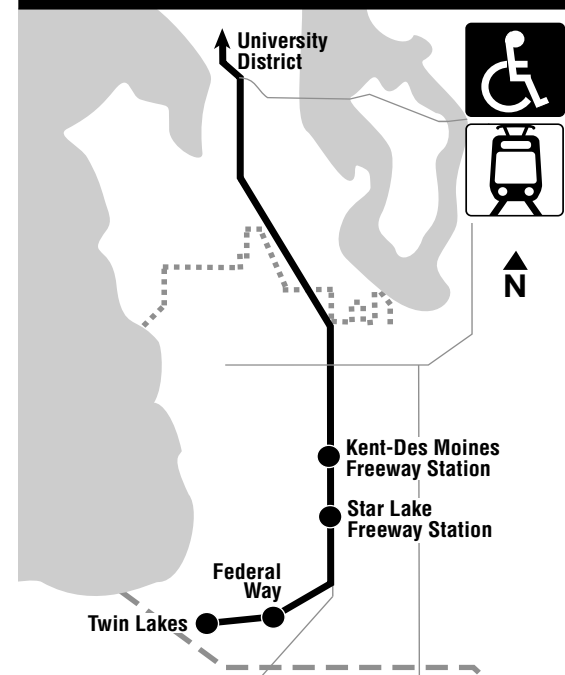 University
District
N
Kent-Des Moines
Freeway Station
Star Lake
Freeway Station
Federal
Way
Twin Lakes